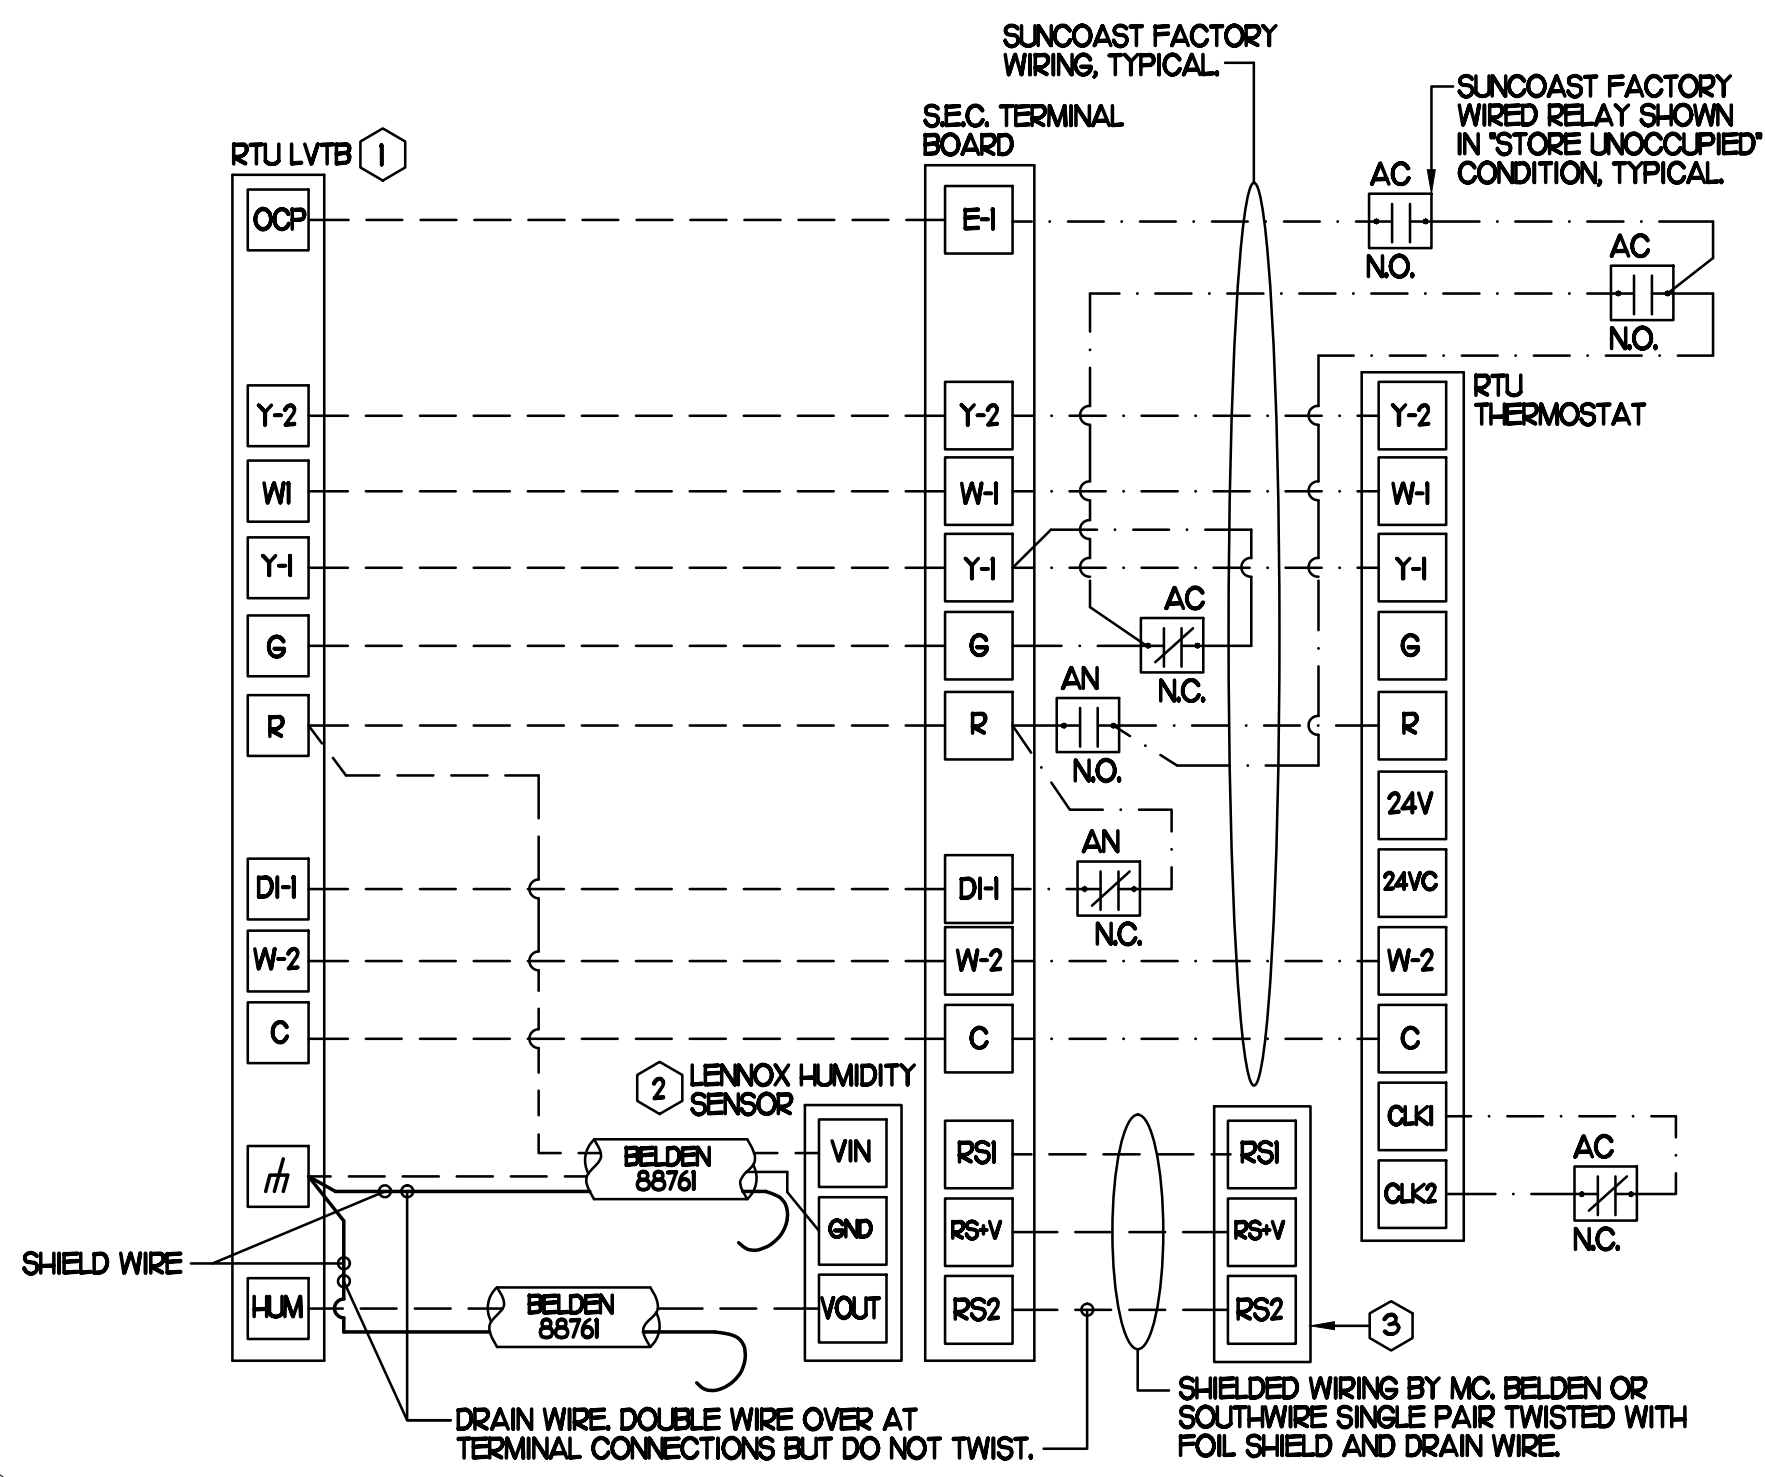 SUNCOAST FACTORY
WIRING, TYPICAL.
SUNCOAST FACTORY
WIRED RELAY SHOWN
IN "STORE UNOCCUPIED"
CONDITION, TYPICAL.
S.E.C. TERMINAL
BOARD
RTU LVTB
1
AC
OCP
E-1
N.O.
AC
N.O.
RTU
THERMOSTAT
Y-2
Y-2
Y-2
W1
W-1
W-1
Y-1
Y-1
Y-1
AC
G
G
G
N.C.
AN
R
R
R
N.O.
24V
AN
24VC
DI-1
DI-1
N.C.
W-2
W-2
W-2
C
C
C
2
LENNOX HUMIDITY
SENSOR
CLK1
AC
BELDEN
88761
VIN
RS1
RS1
CLK2
N.C.
GND
RS+V
RS+V
SHIELD WIRE
HUM
BELDEN
88761
VOUT
RS2
RS2
3
SHIELDED WIRING BY MC. BELDEN OR
SOUTHWIRE SINGLE PAIR TWISTED WITH
FOIL SHIELD AND DRAIN WIRE.
DRAIN WIRE. DOUBLE WIRE OVER AT
TERMINAL CONNECTIONS BUT DO NOT TWIST.